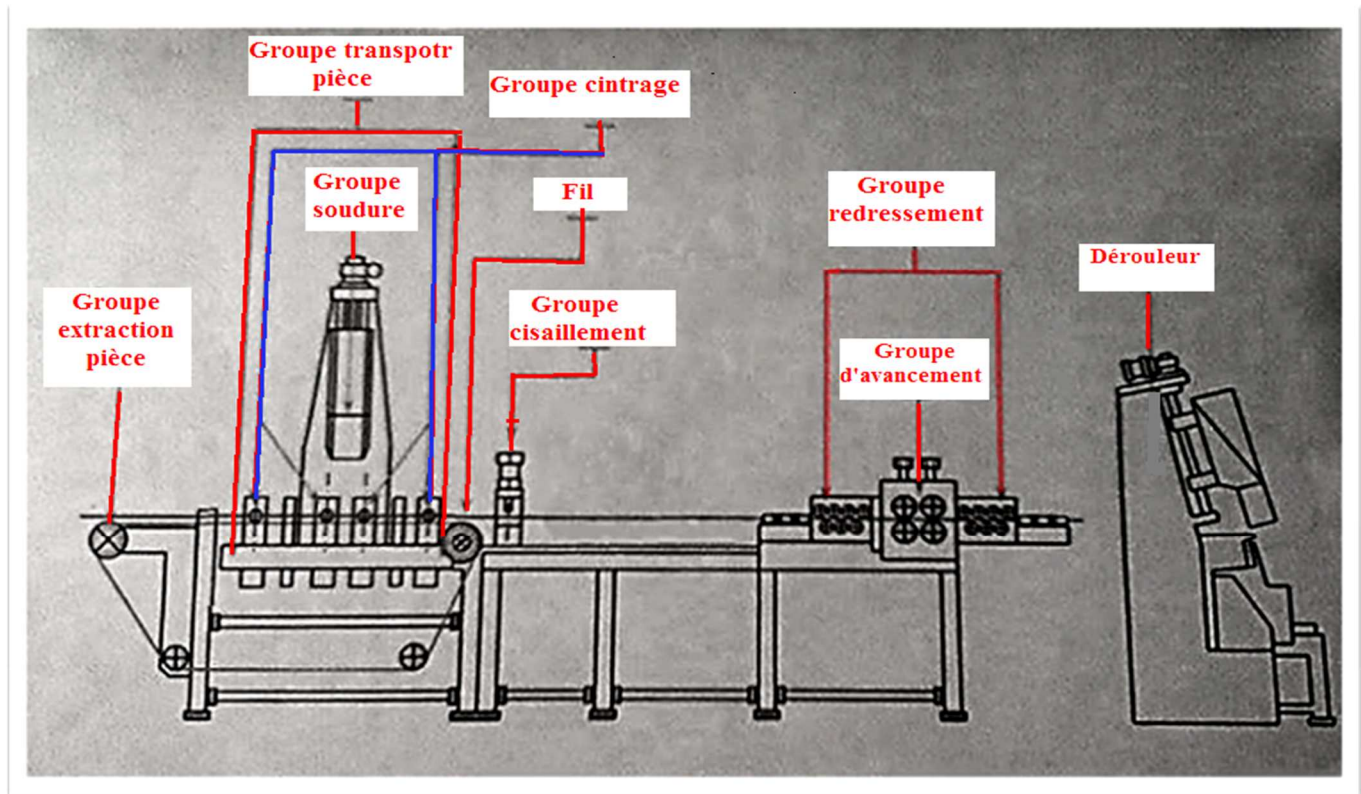 Groupe transpotr
pièce
Groupe cintrage
Groupe
soudure
Fil
Groupe
redressement
Dérouleur
Groupe
extraction
pièce
Groupe
cisaillement
Groupe
d'avancement